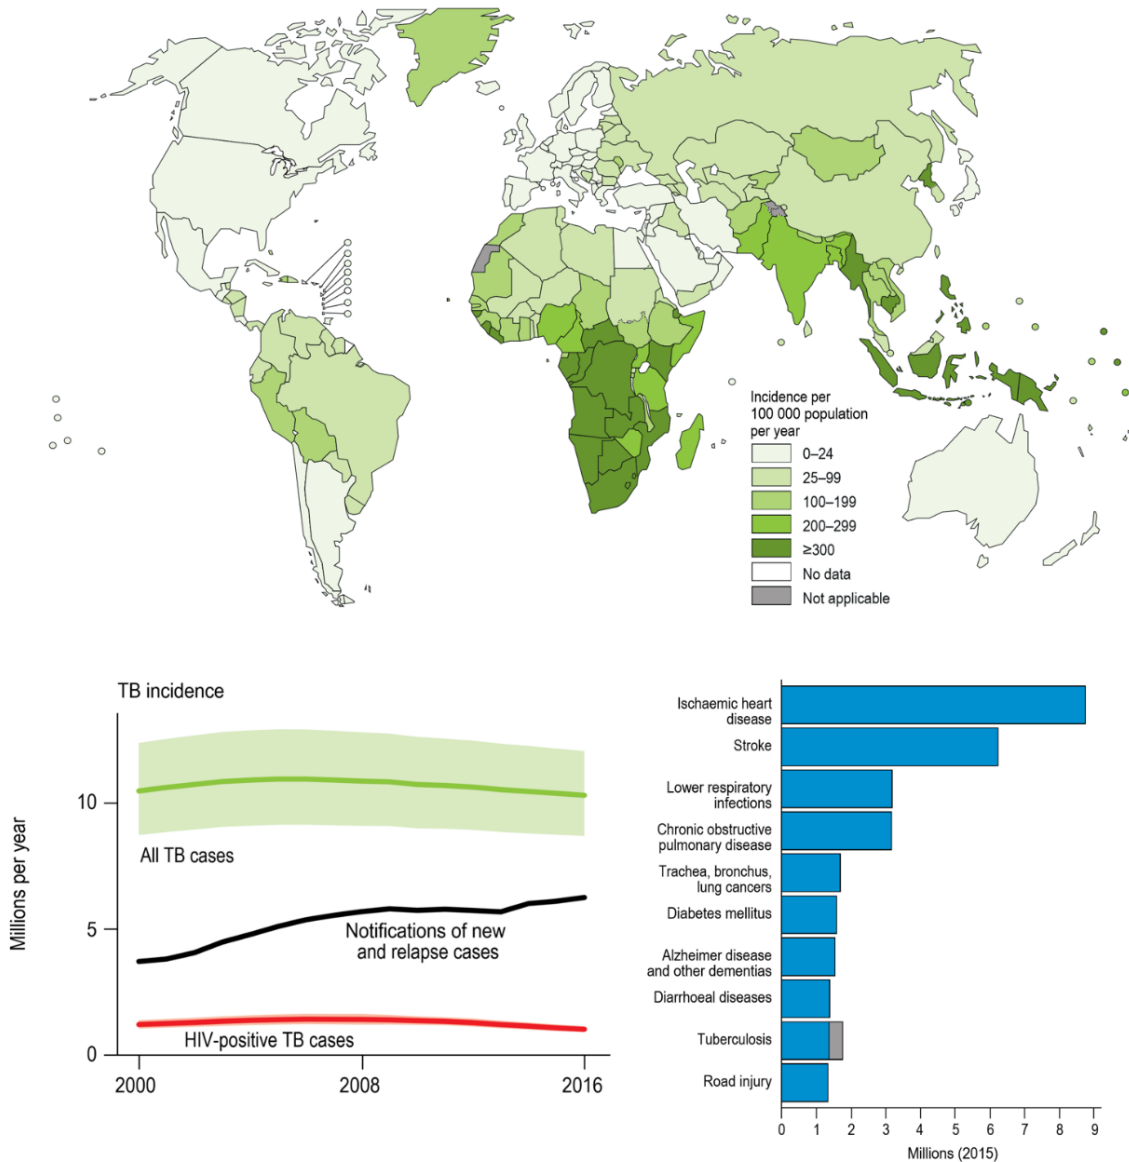 Incidence per
100 000 population
per year
0–24
25–99
100–199
200–299
≥300
No data
Not applicable
TB incidence
Millions per year
10
5
0
All TB cases
Notifications of new
and relapse cases
HIV-positive TB cases
2000
2008
2016
Ischaemic heart
disease
Stroke
Lower respiratory
infections
Chronic obstructive
pulmonary disease
Trachea, bronchus,
lung cancers
Diabetes mellitus
Alzheimer disease
and other dementias
Diarrhoeal diseases
Tuberculosis
Road injury
0 1 2 3 4 5 6 7 8 9
Millions (2015)